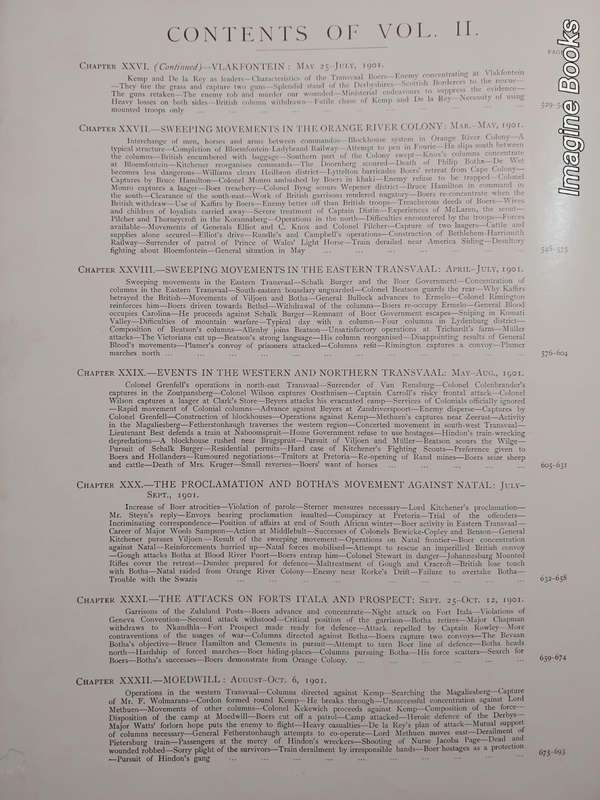 CONTENTS OF VOL. II.
PAGE
CHAPTER XXVI. (Continued)—VLAKFONTEIN: MAY 25-JULY, 1901.
Kemp and De la Rey as leaders—Characteristics of the Transvaal Boers—Enemy concentrating at Vlakfontein
—They fire the grass and capture two guns—Splendid stand of the Derbyshires—Scottish Borderers to the rescue—
The guns retaken—The enemy rob and murder our wounded—Ministerial endeavours to suppress the evidence—
Heavy losses on both sides—British column withdrawn—Futile chase of Kemp and De la Rey—Necessity of using
mounted troops only ... ... ... ... ... ... ... 529-5
CHAPTER XXVII.—SWEEPING MOVEMENTS IN THE ORANGE RIVER COLONY: MAR.-MAY, 1901.
Interchange of men, horses and arms between commandos—Blockhouse system in Orange River Colony—A
typical structure—Completion of Bloemfontein-Ladybrand Railway—Attempt to pen in Fourie—He slips south between
the columns—British encumbered with luggage—Southern part of the Colony swept—Knox's columns concentrate
at Bloemfontein—Kitchener reorganises commands—The Doornberg scoured—Death of Philip Botha—De Wet
becomes less dangerous—Williams clears Heilbron district—Lyttelton barricades Boers' retreat from Cape Colony—
Captures by Bruce Hamilton—Colonel Monro ambushed by Boers in khaki—Enemy refuse to be trapped—Colonel
Monro captures a laager—Boer treachery—Colonel Byng scours Wepener district—Bruce Hamilton in command in
the south—Clearance of the south-east—Work of British garrisons rendered nugatory—Boers re-concentrate when the
British withdraw—Use of Kaffirs by Boers—Enemy better off than British troops—Treacherous deeds of Boers—Wives
and children of loyalists carried away—Severe treatment of Captain Distin—Experiences of McLaren, the scout—
Pilcher and Thorneycroft in the Korannaberg—Operations in the north—Difficulties encountered by the troops—Forces
available—Movements of Generals Elliot and C. Knox and Colonel Pilcher—Capture of two laagers—Cattle and
supplies alone secured—Elliot's drive—Rundle's and Campbell's operations—Construction of Bethlehem-Harrismith
Railway—Surrender of patrol of Prince of Wales' Light Horse—Train derailed near America Siding—Desultory
fighting about Bloemfontein—General situation in May ... ... ... ... ... 546-575
CHAPTER XXVIII.—SWEEPING MOVEMENTS IN THE EASTERN TRANSVAAL: APRIL-JULY, 1901.
Sweeping movements in the Eastern Transvaal—Schalk Burger and the Boer Government—Concentration of
columns in the Eastern Transvaal—South-eastern boundary unguarded—Colonel Beatson guards the rear—Why Kaffirs
betrayed the British—Movements of Viljoen and Botha—General Bullock advances to Ermelo—Colonel Rimington
reinforces him—Boers driven towards Bethel—Withdrawal of the columns—Boers re-occupy Ermelo—General Blood
occupies Carolina—He proceeds against Schalk Burger—Remnant of Boer Government escapes—Sniping in Komati
Valley—Difficulties of mountain warfare—Typical day with a column—Four columns in Lydenburg district—
Composition of Beatson's columns—Allenby joins Beatson—Unsatisfactory operations at Trichardt's farm—Müller
attacks—The Victorians cut up—Beatson's strong language—His column reorganised—Disappointing results of General
Blood's movements—Plumer's convoy of prisoners attacked—Columns refit—Rimington captures a convoy—Plumer
marches north ... ... ... ... ... ... ... 576-604
CHAPTER XXIX.—EVENTS IN THE WESTERN AND NORTHERN TRANSVAAL: MAY-AUG., 1901.
Colonel Grenfell's operations in north-east Transvaal—Surrender of Van Rensburg—Colonel Colenbrander's
captures in the Zoutpansberg—Colonel Wilson captures Oosthuisen—Captain Carroll's risky frontal attack—Colonel
Wilson captures a laager at Claric's Store—Beyers attacks his evacuated camp—Services of Colonials officially ignored
—Rapid movement of Colonial columns—Advance against Beyers at Zandriversport—Enemy disperse—Captures by
Colonel Grenfell—Construction of blockhouses—Operations against Kemp—Methuen's captures near Zeerust—Activity
in the Magaliesberg—Fetherstonhaugh traverses the western region—Concerted movement in south-west Transvaal—
Lieutenant Best defends a train at Naboomspruit—Home Government refuse to use hostages—Hindon's train-wrecking
depredations—A blockhouse rushed near Brugspruit—Pursuit of Viljoen and Müller—Beatson scours the Wilge—
Pursuit of Schalk Burger—Residential permits—Hard case of Kitchener's Fighting Scouts—Preference given to
Boers and Hollanders—Rumoured negotiations—Traitors at Pretoria—Re-opening of Rand mines—Boers seize sheep
and cattle—Death of Mrs. Kruger—Small reverses—Boers' want of horses ... ... ... ... 605-631
CHAPTER XXX.—THE PROCLAMATION AND BOTHA'S MOVEMENT AGAINST NATAL: JULY-
SEPT., 1901.
Increase of Boer atrocities—Violation of parole—Sterner measures necessary—Lord Kitchener's proclamation—
Mr. Steyn's reply—Envoys bearing proclamation insulted—Conspiracy at Pretoria—Trial of the offenders—
Incriminating correspondence—Position of affairs at end of South African winter—Boer activity in Eastern Transvaal—
Career of Major Woolls Sampson—Action at Middelbult—Successes of Colonels Bewicke-Copley and Benson—General
Kitchener pursues Viljoen—Result of the sweeping movement—Operations on Natal frontier—Boer concentration
against Natal—Reinforcements hurried up—Natal forces mobilised—Attempt to rescue an imperilled British convoy
—Gough attacks Botha at Blood River Poort—Boers entrap him—Colonel Stewart in danger—Johannesburg Mounted
Rifles cover the retreat—Dundee prepared for defence—Maltreatment of Gough and Cracroft—British lose touch
with Botha—Natal raided from Orange River Colony—Enemy near Rorke's Drift—Failure to overtake Botha—
Trouble with the Swazis ... ... ... ... ... ... ... 632-658
CHAPTER XXXI.—THE ATTACKS ON FORTS ITALA AND PROSPECT: SEPT. 25-OCT. 12, 1901.
Garrisons of the Zululand Posts—Boers advance and concentrate—Night attack on Fort Itala—Violations of
Geneva Convention—Second attack withstood—Critical position of the garrison—Botha retires—Major Chapman
withdraws to Nkandhla—Fort Prospect made ready for defence—Attack repelled by Captain Rowley—More
contraventions of the usages of war—Columns directed against Botha—Boers capture two convoys—The Bevaan
Botha's objective—Bruce Hamilton and Clements in pursuit—Attempt to turn Boer line of defence—Botha heads
north—Hardship of forced marches—Boer hiding-places—Columns pursuing Botha—His force scatters—Search for
Boers—Botha's successes—Boers demonstrate from Orange Colony. ... ... ... ... ... 659-674
CHAPTER XXXII.—MOEDWILL: AUGUST-OCT. 6, 1901.
Operations in the western Transvaal—Columns directed against Kemp—Searching the Magaliesberg—Capture
of Mr. F. Wolmarans—Cordon formed round Kemp—He breaks through—Unsuccessful concentration against Lord
Methuen—Movements of other columns—Colonel Kekewich proceeds against Kemp—Composition of the force—
Disposition of the camp at Moedwill—Boers cut off a patrol—Camp attacked—Heroic defence of the Derbys—
Major Watts' forlorn hope puts the enemy to flight—Heavy casualties—De la Rey's plan of attack—Mutual support
of columns necessary—General Fetherstonhaugh attempts to co-operate—Lord Methuen moves east—Derailment of
Pietersburg train—Passengers at the mercy of Hindon's wreckers—Shooting of Nurse Jacoba Page—Dead and
wounded robbed—Sorry plight of the survivors—Train derailment by irresponsible bands—Boer hostages as a protection
—Pursuit of Hindon's gang ... ... ... ... ... ... ... 675-693
Imagine Books